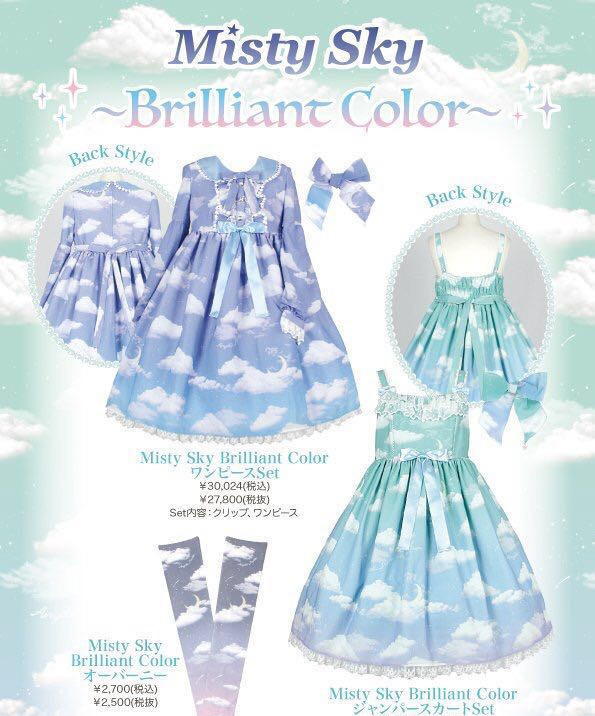 Misty Sky
~Brilliant Color~
Back Style
Back Style
Misty Sky Brilliant Color
ワンピースSet
¥30,024(税込)
¥27,800(税抜)
Set内容：クリップ、ワンピース
Misty Sky
Brilliant Color
オーバーニー
¥2,700(税込)
¥2,500(税抜)
Misty Sky Brilliant Color
ジャンパースカートSet